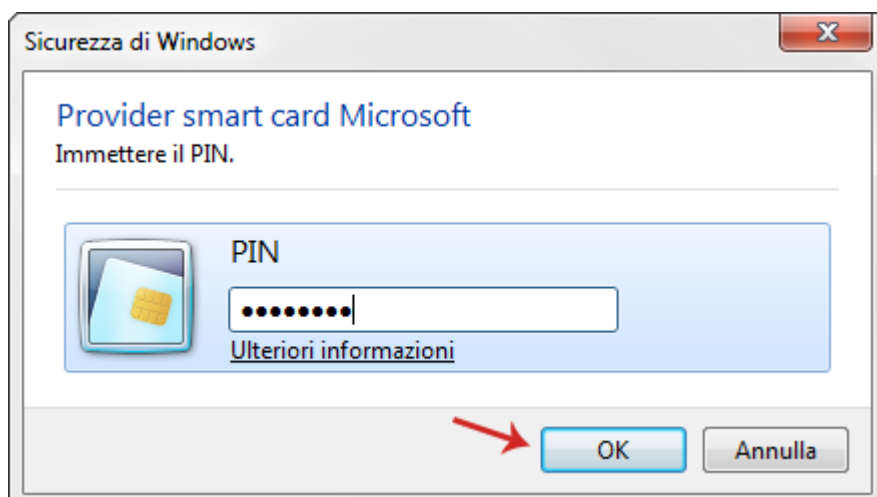 Sicurezza di Windows
Provider smart card Microsoft
Immettere il PIN.
PIN
••••••••
Ulteriori informazioni
OK Annulla